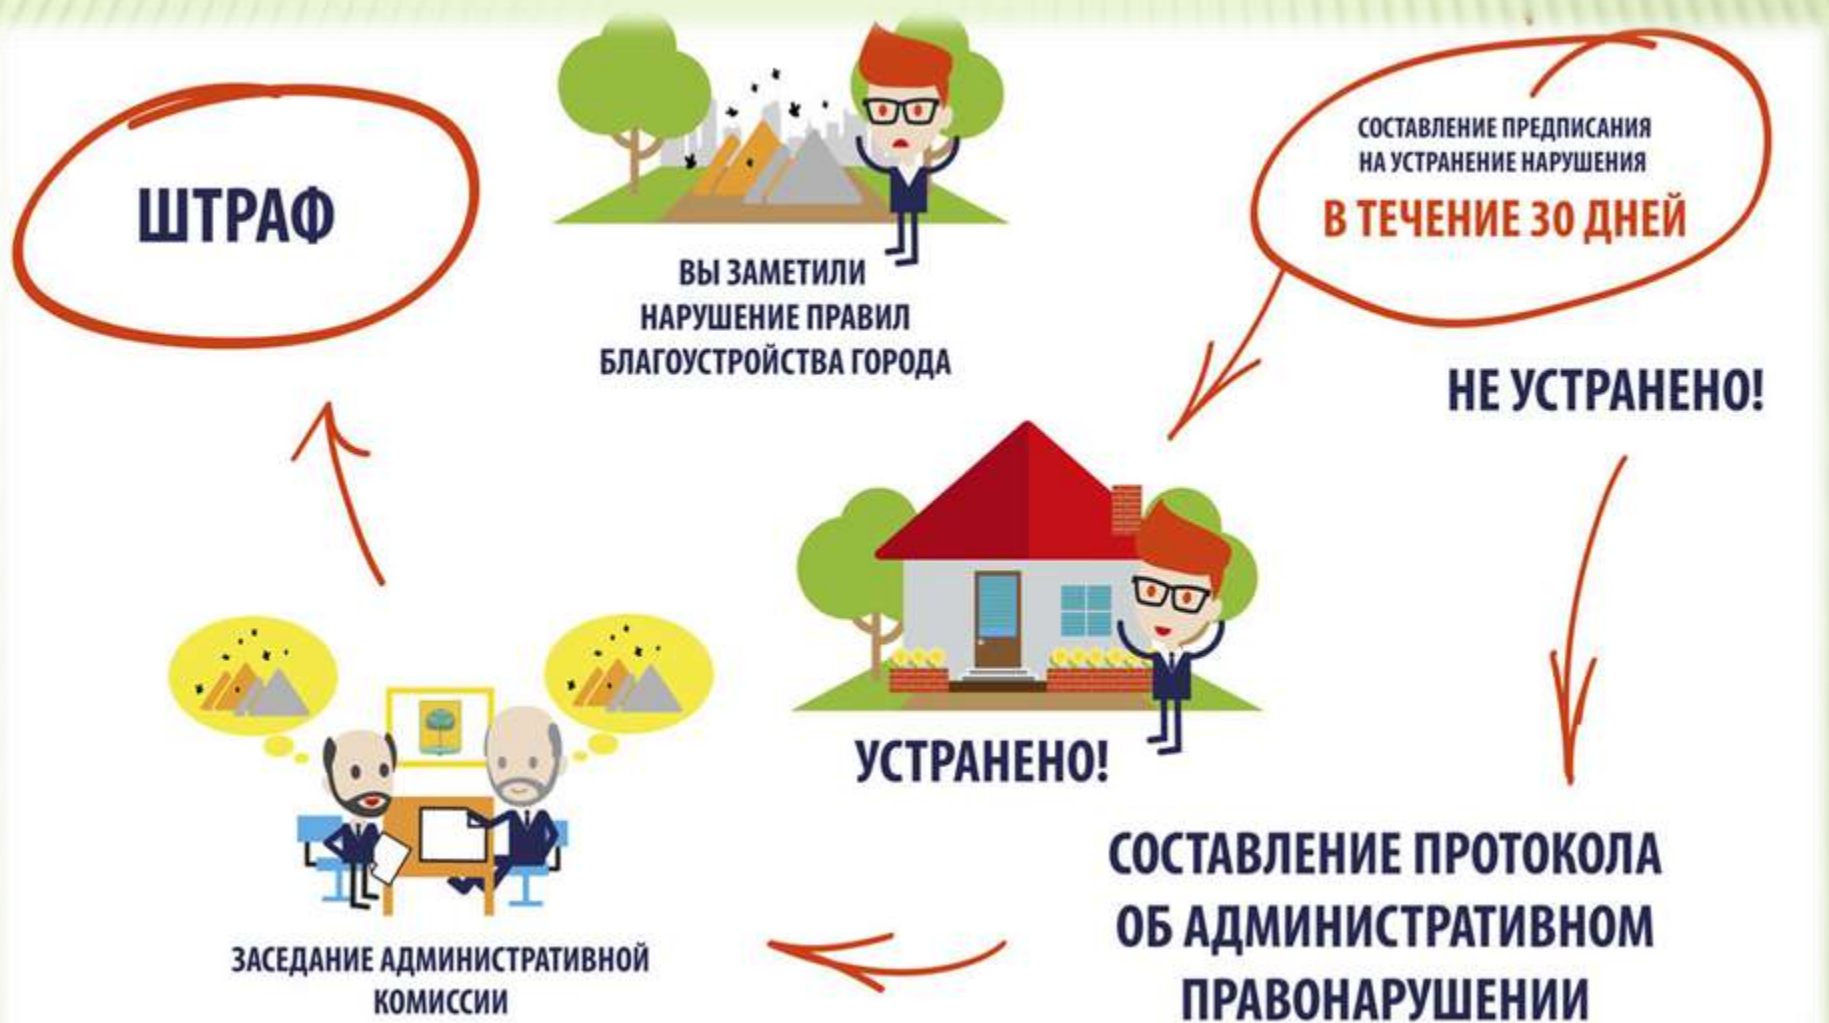 ШТРАФ
ВЫ ЗАМЕТИЛИ
НАРУШЕНИЕ ПРАВИЛ
БЛАГОУСТРОЙСТВА ГОРОДА
СОСТАВЛЕНИЕ ПРЕДПИСАНИЯ
НА УСТРАНЕНИЕ НАРУШЕНИЯ
В ТЕЧЕНИЕ 30 ДНЕЙ
НЕ УСТРАНЕНО!
УСТРАНЕНО!
СОСТАВЛЕНИЕ ПРОТОКОЛА
ОБ АДМИНИСТРАТИВНОМ
ПРАВОНАРУШЕНИИ
ЗАСЕДАНИЕ АДМИНИСТРАТИВНОЙ
КОМИССИИ